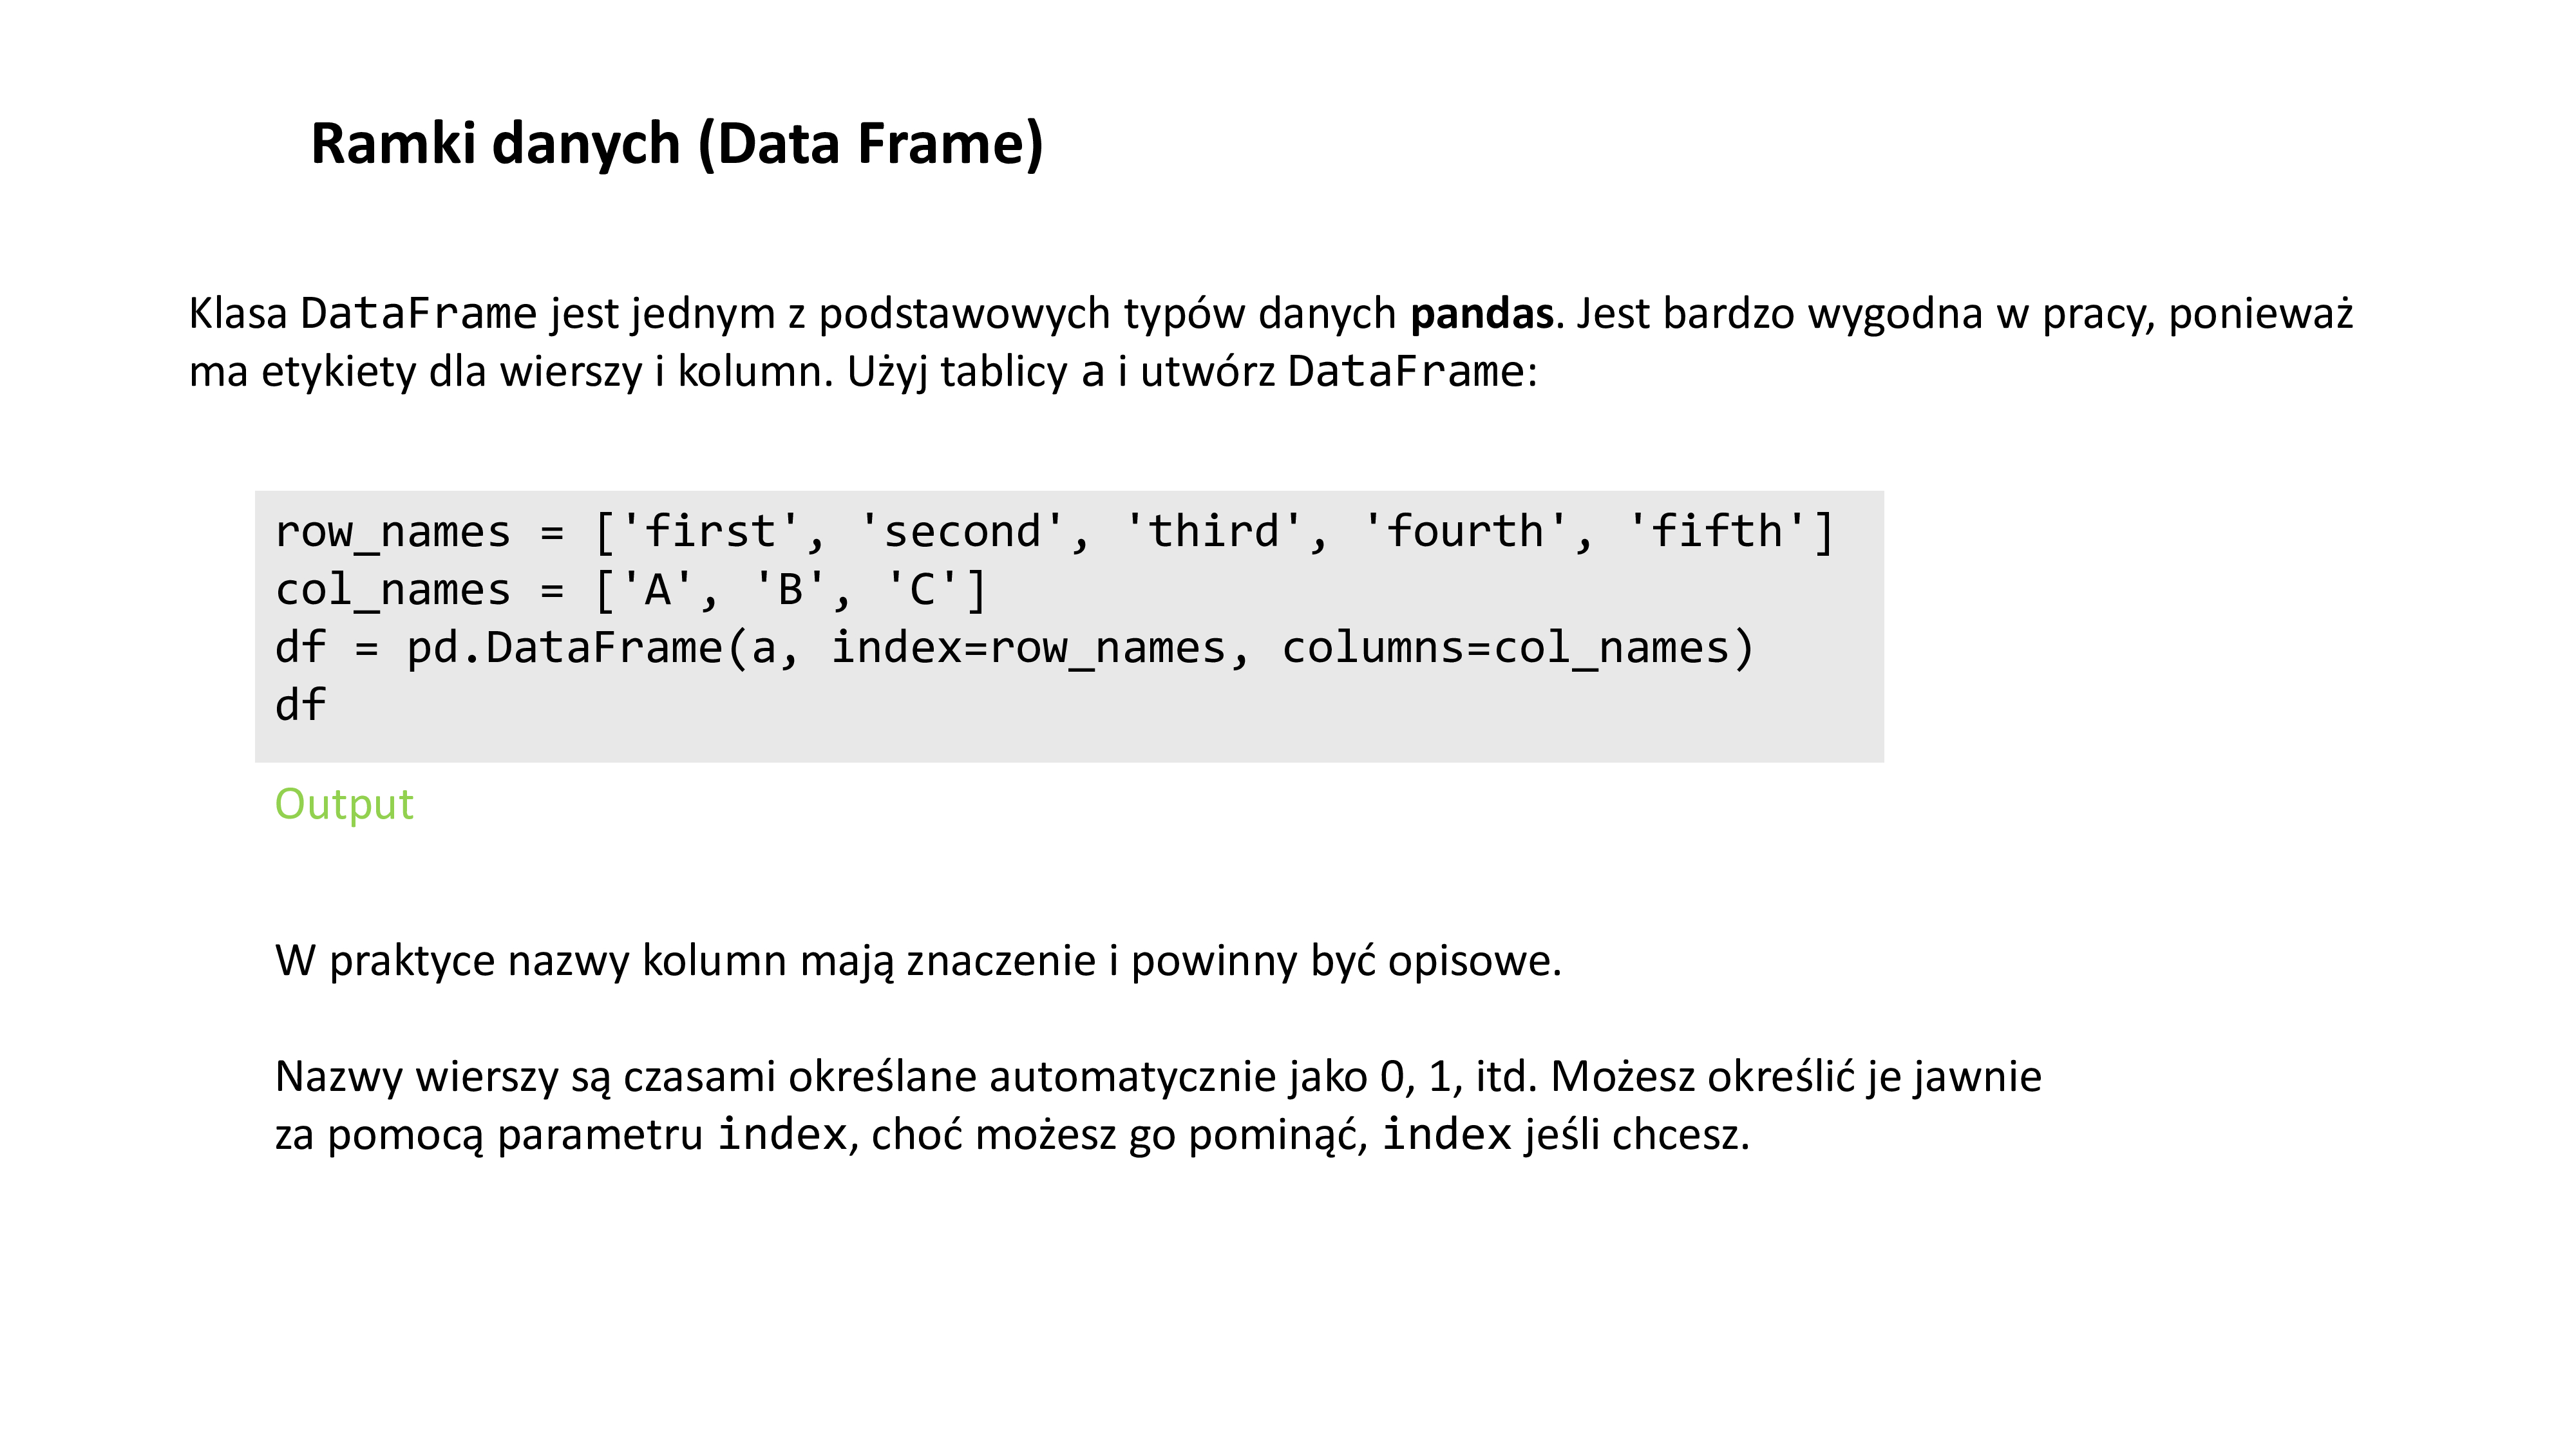 Ramki danych (Data Frame)
Klasa DataFrame jest jednym z podstawowych typów danych pandas. Jest bardzo wygodna w pracy, ponieważ
ma etykiety dla wierszy i kolumn. Użyj tablicy a i utwórz DataFrame:
row_names = ['first', 'second', 'third', 'fourth', 'fifth']
col_names = ['A', 'B', 'C']
df = pd.DataFrame(a, index=row_names, columns=col_names)
df
Output
W praktyce nazwy kolumn mają znaczenie i powinny być opisowe.
Nazwy wierszy są czasami określane automatycznie jako 0, 1, itd. Możesz określić je jawnie
za pomocą parametru index, choć możesz go pominąć, index jeśli chcesz.